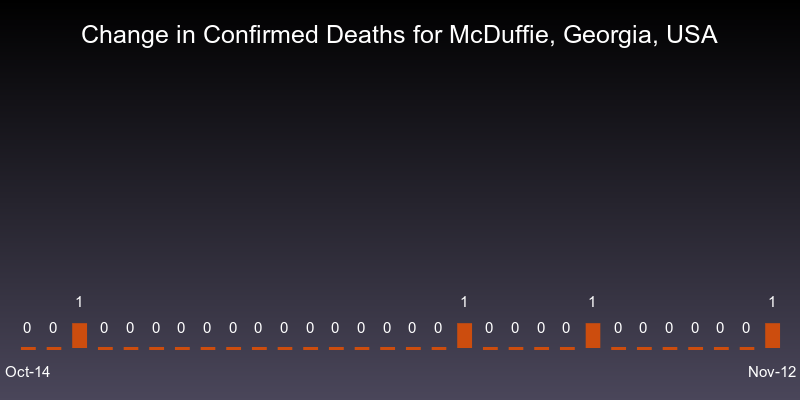 Change in Confirmed Deaths for McDuffie, Georgia, USA
0 0 1 0 0 0 0 0 0 0 0 0 0 0 0 0 0 1 0 0 0 0 1 0 0 0 0 0 0 1
Oct-14 Nov-12